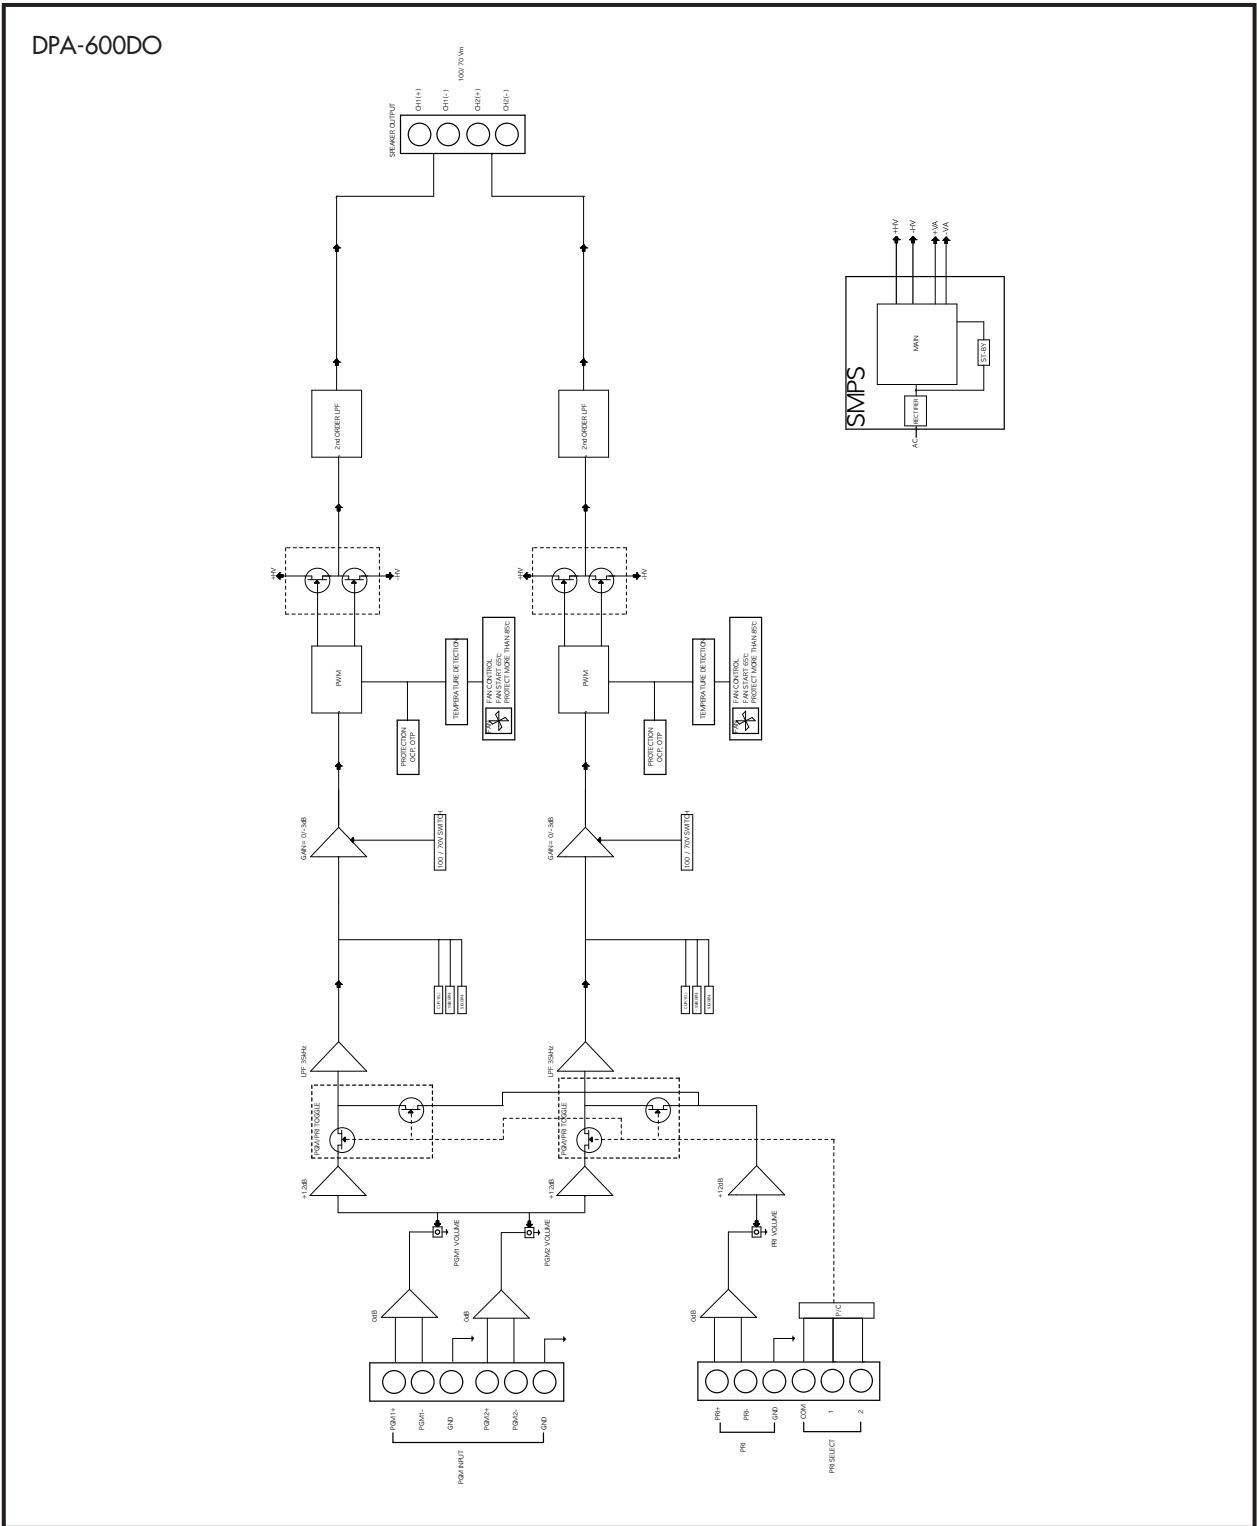 DPA-600DO
100/ 70 Vrm
CH1(+)
CH1(-)
CH2(+)
CH2(-)
SPEAKER OUTPUT
+HV
-HV
+VA
-VA
MAIN
ST-BY
SMPS
RECTIFIER
AC
2nd ORDER LPF
2nd ORDER LPF
+HV
-HV
+HV
-HV
PWM
TEMPERATURE DETECTION
FAN CONTROL
FAN START 65℃
PROTECT MORE THAN 85℃
FAN
PROTECTION
OCP, OTP
PWM
TEMPERATURE DETECTION
FAN CONTROL
FAN START 65℃
PROTECT MORE THAN 85℃
FAN
PROTECTION
OCP, OTP
GAIN= 0/-3dB
100 / 70V SWITCH
GAIN= 0/-3dB
100 / 70V SWITCH
LPF 35kHz
LPF 35kHz
PGM/PRI TOGGLE
PGM/PRI TOGGLE
+12dB
+12dB
+12dB
PGM1 VOLUME
PGM2 VOLUME
PRI VOLUME
0dB
0dB
0dB
P/C
PGM1+
PGM1-
GND
PGM2+
PGM2-
GND
PGM INPUT
PRI+
PRI-
GND
COM
1
2
PRI
PRI SELECT